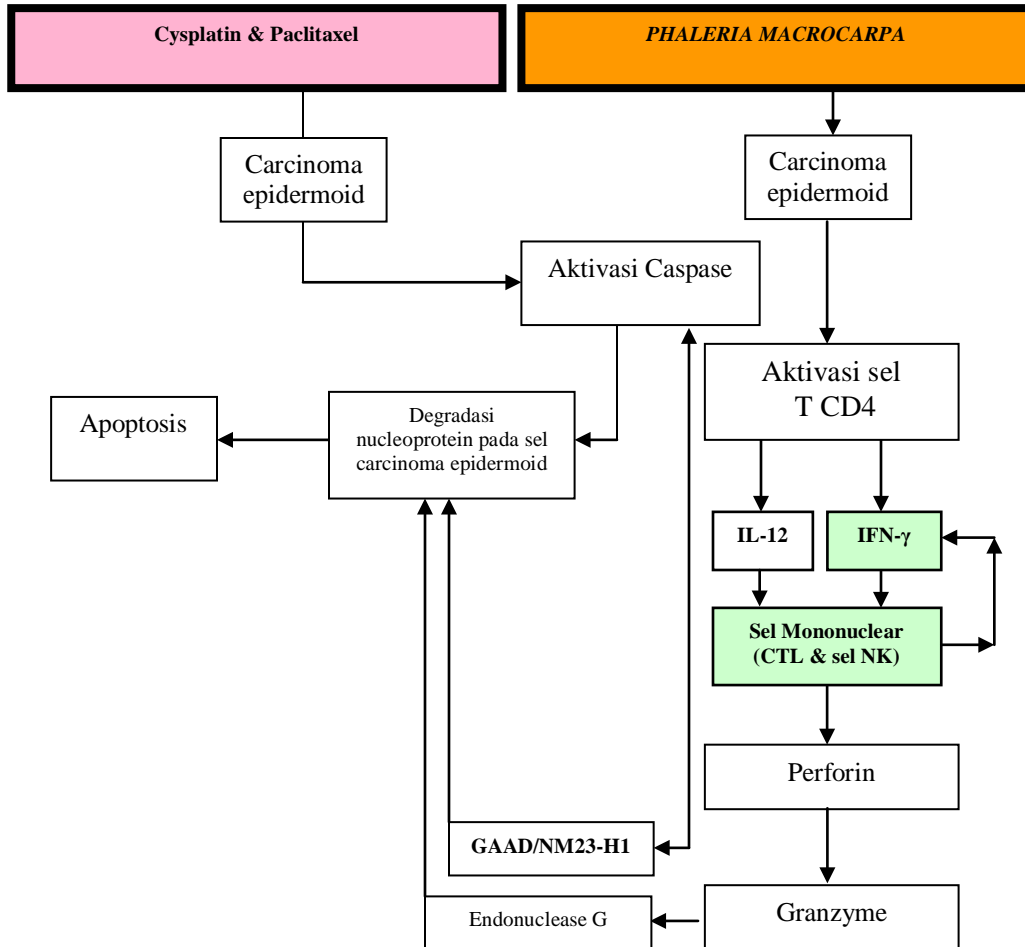 Cysplatin & Paclitaxel
PHALERIA MACROCARPA
Carcinoma
epidermoid
Carcinoma
epidermoid
Aktivasi Caspase
Aktivasi sel
T CD4
Apoptosis
Degradasi
nucleoprotein pada sel
carcinoma epidermoid
IL-12
IFN-γ
Sel Mononuclear
(CTL & sel NK)
Perforin
GAAD/NM23-H1
Endonuclease G
Granzyme